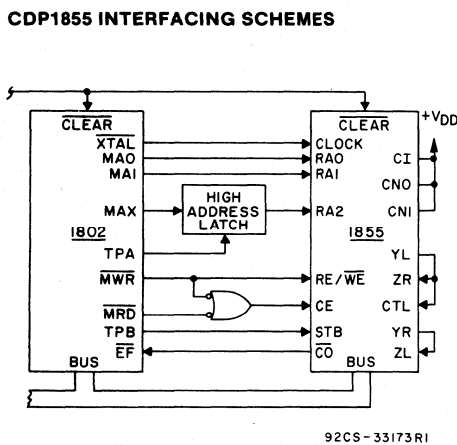 CDP1855 INTERFACING SCHEMES
+VDD
CLEAR
CLEAR
XTAL
CLOCK
MA0
RA0
CI
MA1
RA1
CN0
HIGH
ADDRESS
LATCH
MAX
RA2
CN1
1802
1855
TPA
YL
MWR
RE/WE
ZR
CE
CTL
MRD
TPB
STB
YR
EF
CO
ZL
BUS
BUS
92CS-33173R1